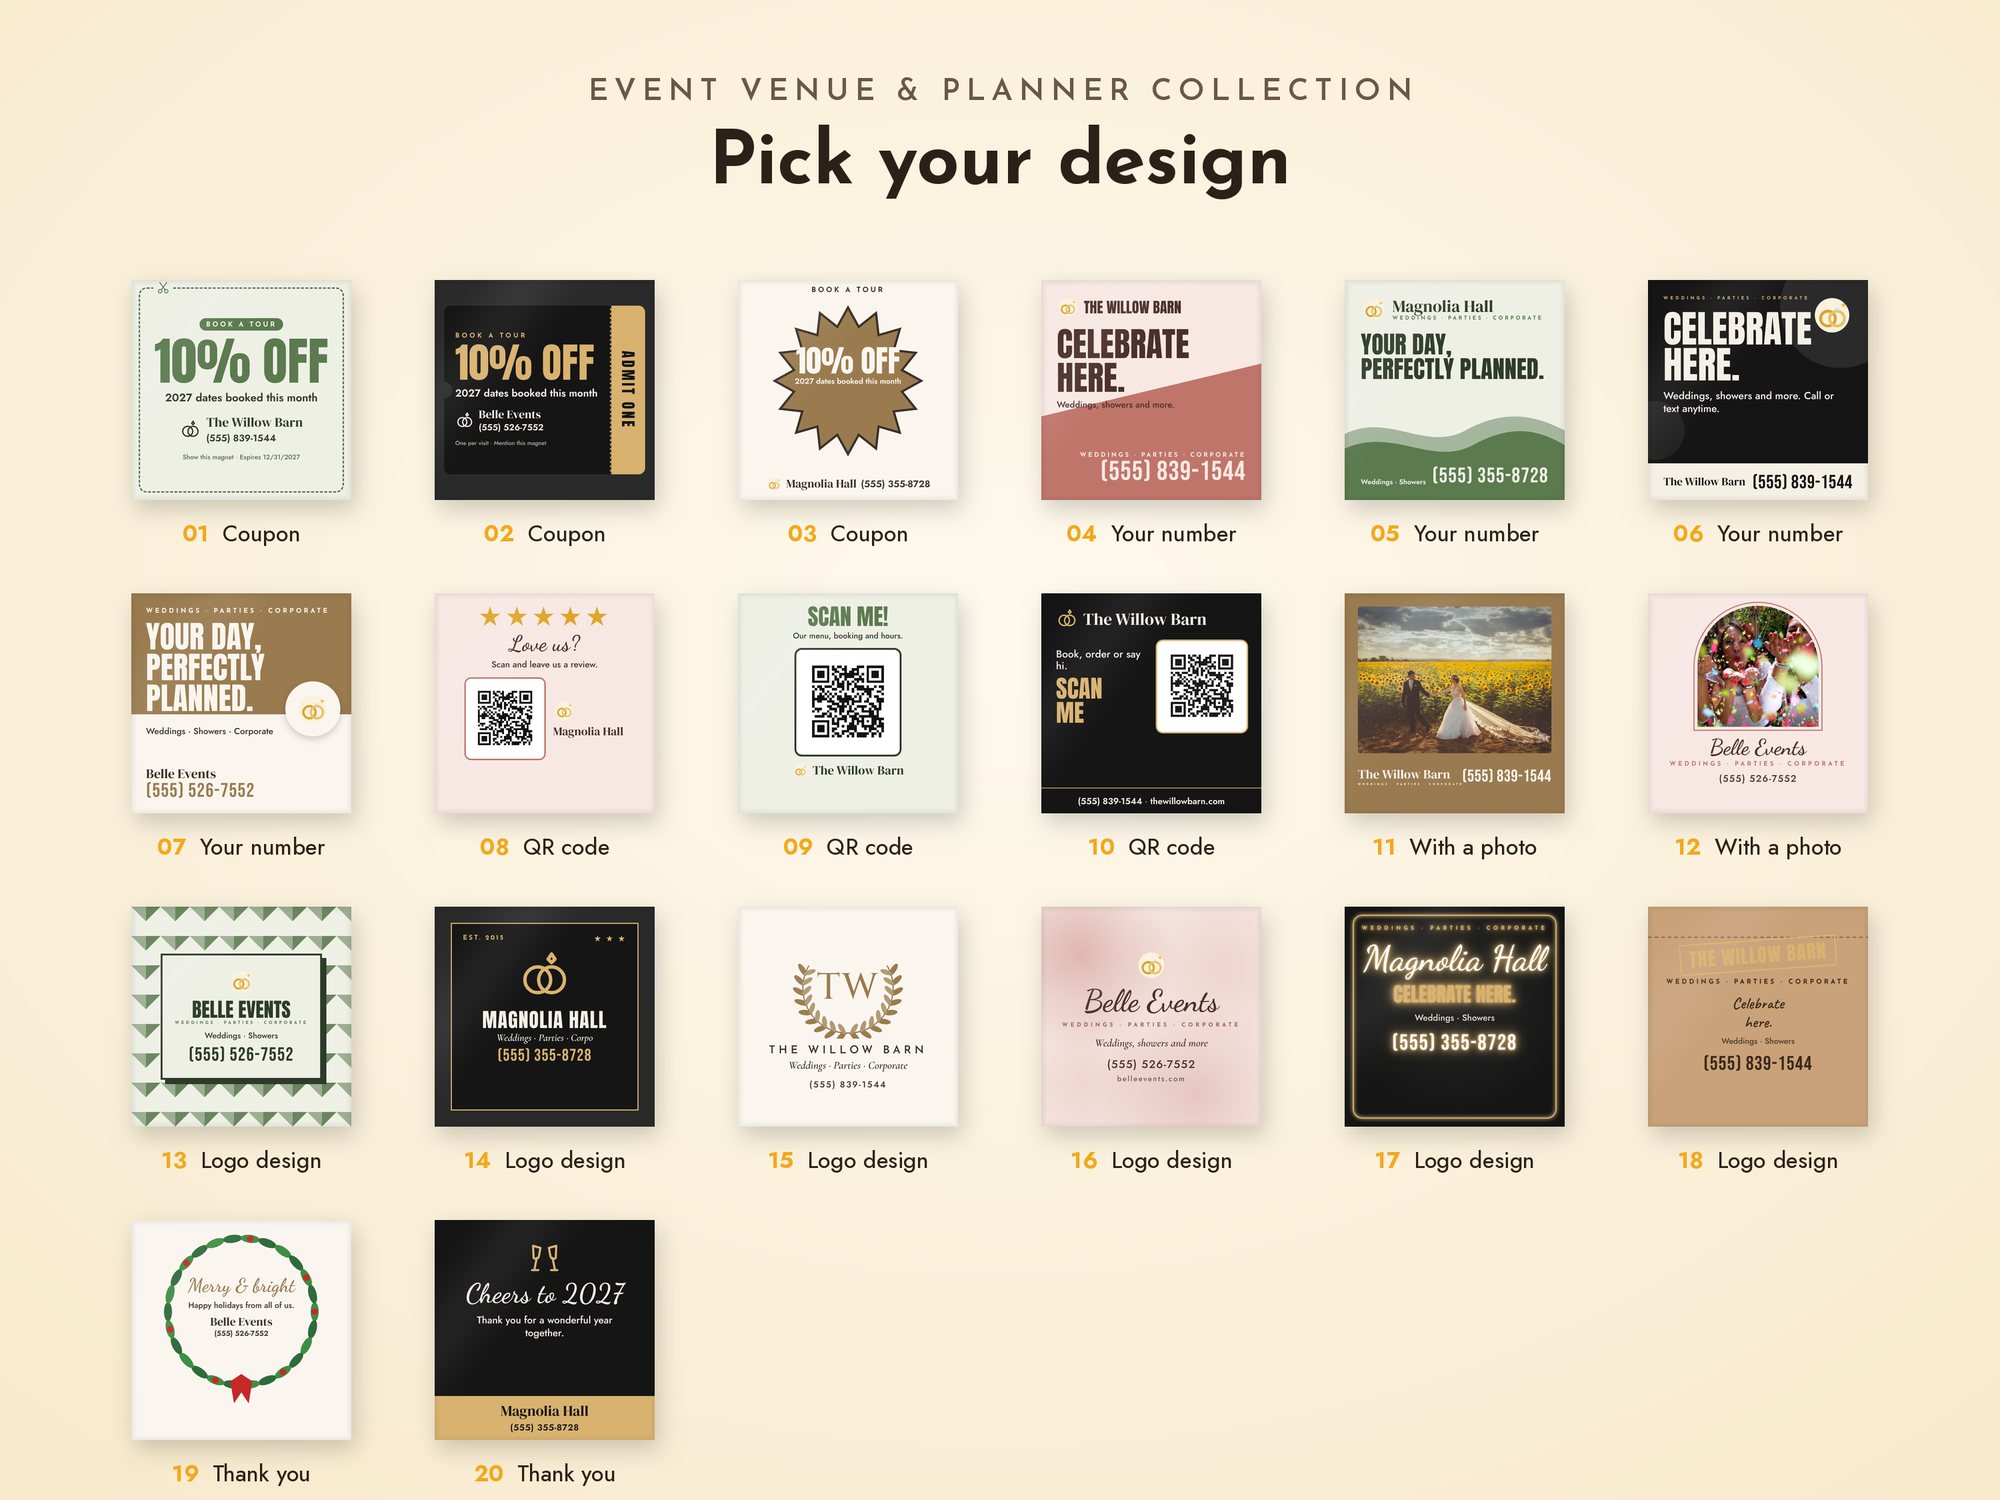 EVENT VENUE & PLANNER COLLECTION
Pick your design
BOOK A TOUR
10% OFF
2027 dates booked this month
The Willow Barn
(555) 839-1544
Show this magnet · Expires 12/31/2027
01 Coupon
BOOK A TOUR
10% OFF
2027 dates booked this month
Belle Events
(555) 526-7552
One per visit · Mention this magnet
ADMIT ONE
02 Coupon
BOOK A TOUR
10% OFF
2027 dates booked this month
Magnolia Hall (555) 355-8728
03 Coupon
THE WILLOW BARN
CELEBRATE
HERE.
Weddings, showers and more.
WEDDINGS · PARTIES · CORPORATE
(555) 839-1544
04 Your number
Magnolia Hall
WEDDINGS · PARTIES · CORPORATE
YOUR DAY,
PERFECTLY PLANNED.
Weddings · Showers (555) 355-8728
05 Your number
WEDDINGS · PARTIES · CORPORATE
CELEBRATE
HERE.
Weddings, showers and more. Call or
text anytime.
The Willow Barn (555) 839-1544
06 Your number
WEDDINGS · PARTIES · CORPORATE
YOUR DAY,
PERFECTLY
PLANNED.
Weddings · Showers · Corporate
Belle Events
(555) 526-7552
07 Your number
Love us?
Scan and leave us a review.
Magnolia Hall
08 QR code
SCAN ME!
Our menu, booking and hours.
The Willow Barn
09 QR code
The Willow Barn
Book, order or say
hi.
SCAN
ME
(555) 839-1544 · thewillowbarn.com
10 QR code
The Willow Barn (555) 839-1544
WEDDINGS · PARTIES · CORPORATE
11 With a photo
Belle Events
WEDDINGS · PARTIES · CORPORATE
(555) 526-7552
12 With a photo
BELLE EVENTS
WEDDINGS · PARTIES · CORPORATE
Weddings · Showers
(555) 526-7552
13 Logo design
EST. 2015
MAGNOLIA HALL
Weddings · Parties · Corpo
(555) 355-8728
14 Logo design
TW
THE WILLOW BARN
Weddings · Parties · Corporate
(555) 839-1544
15 Logo design
Belle Events
WEDDINGS · PARTIES · CORPORATE
Weddings, showers and more
(555) 526-7552
belleevents.com
16 Logo design
WEDDINGS · PARTIES · CORPORATE
Magnolia Hall
CELEBRATE HERE.
Weddings · Showers
(555) 355-8728
17 Logo design
THE WILLOW BARN
WEDDINGS · PARTIES · CORPORATE
Celebrate
here.
Weddings · Showers
(555) 839-1544
18 Logo design
Merry & bright
Happy holidays from all of us.
Belle Events
(555) 526-7552
19 Thank you
Cheers to 2027
Thank you for a wonderful year
together.
Magnolia Hall
(555) 355-8728
20 Thank you